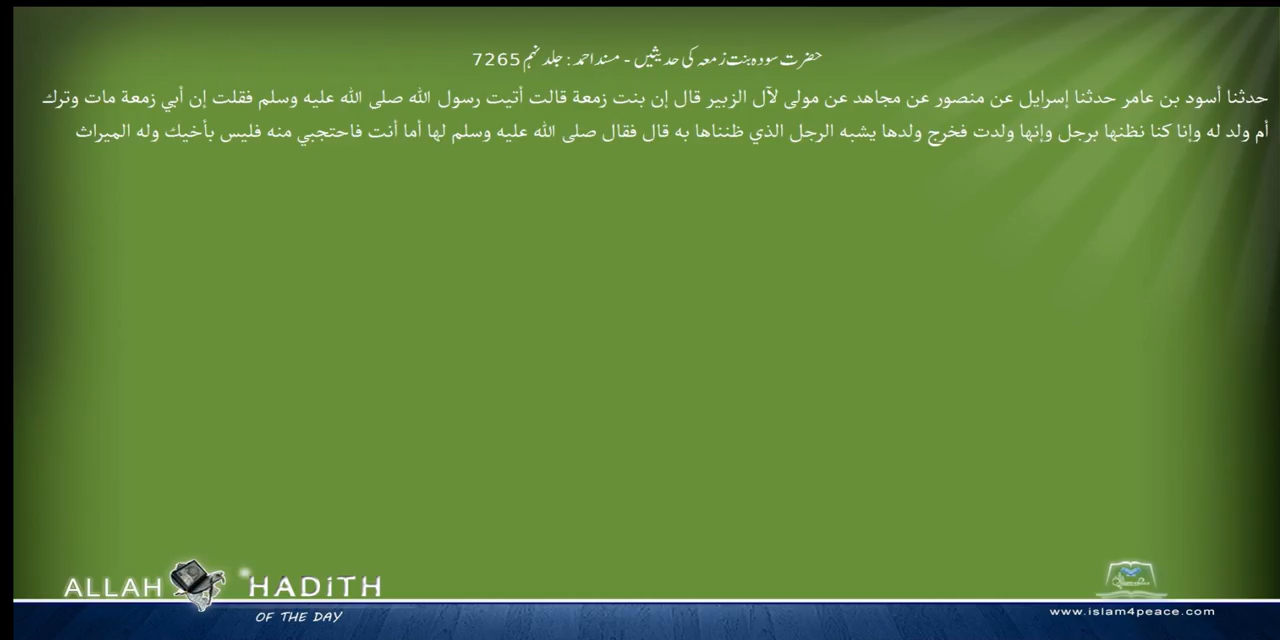 حضرت سودہ بنت زمعہ کی حدیثیں - مسند احمد : جلد نہم 7265
حدثنا أسود بن عامر حدثنا إسرایل عن منصور عن مجاهد عن مولى لآل الزبير قال إن بنت زمعة قالت أتيت رسول الله صلى الله عليه وسلم فقلت إن أبي زمعة مات وترك
أم ولد له وإنا كنا نظنها برجل وإنها ولدت فخرج ولدها يشبه الرجل الذي ظنناها به قال فقال صلى الله عليه وسلم لها أما أنت فاحتجبي منه فليس بأخيك وله الميراث
ALLAH HADITH
OF THE DAY
www.islam4peace.com